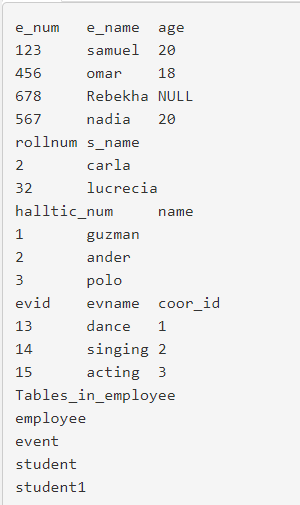 e_num e_name age
123 samuel 20
456 omar 18
678 Rebekha NULL
567 nadia 20
rollnum s_name
2 carla
32 lucrecia
halltic_num name
1 guzman
2 ander
3 polo
evid evname coor_id
13 dance 1
14 singing 2
15 acting 3
Tables_in_employee
employee
event
student
student1